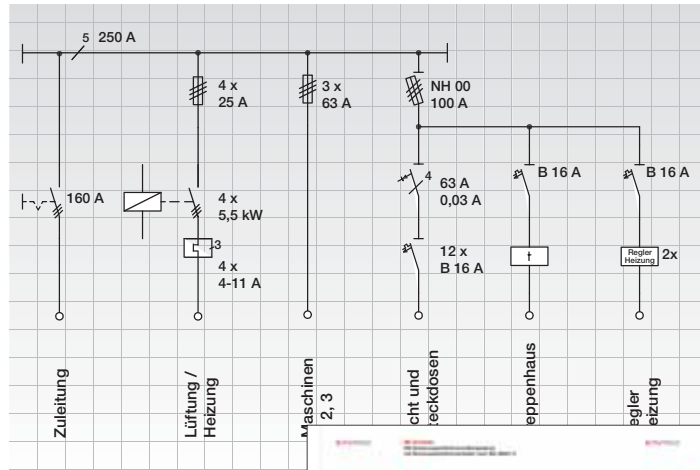 5 250 A
4 x
25 A
3 x
63 A
NH 00
100 A
160 A
4 x
5,5 kW
3
4 x
4-11 A
4
63 A
0,03 A
12 x
B 16 A
B 16 A
t
B 16 A
Regler
Heizung
2x
Zuleitung
Lüftung /
Heizung
Maschinen
2, 3
cht und
teckdosen
eppenhaus
egler
eizung